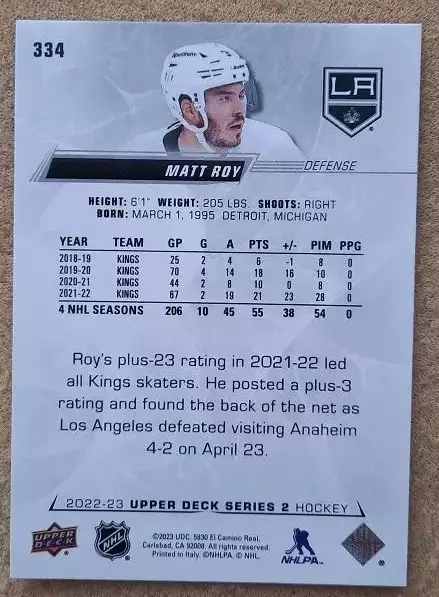 334
Spectrum
LA
MATT ROY
DEFENSE
HEIGHT: 6'1" WEIGHT: 205 LBS. SHOOTS: RIGHT
BORN: MARCH 1, 1995 DETROIT, MICHIGAN
YEAR TEAM GP G A PTS +/- PIM PPG
2018-19 KINGS 25 2 4 6 -1 8 0
2019-20 KINGS 70 4 14 18 16 10 0
2020-21 KINGS 44 2 8 10 0 8 0
2021-22 KINGS 67 2 19 21 23 28 0
4 NHL SEASONS 206 10 45 55 38 54 0
Roy's plus-23 rating in 2021-22 led
all Kings skaters. He posted a plus-3
rating and found the back of the net as
Los Angeles defeated visiting Anaheim
4-2 on April 23.
2022-23 UPPER DECK SERIES 2 HOCKEY
UPPER DECK
NHL
©2023 UDC. 5830 El Camino Real,
Carlsbad, CA 92008. All rights reserved.
Printed in Italy. ©NHLPA. © NHL.
NHLPA